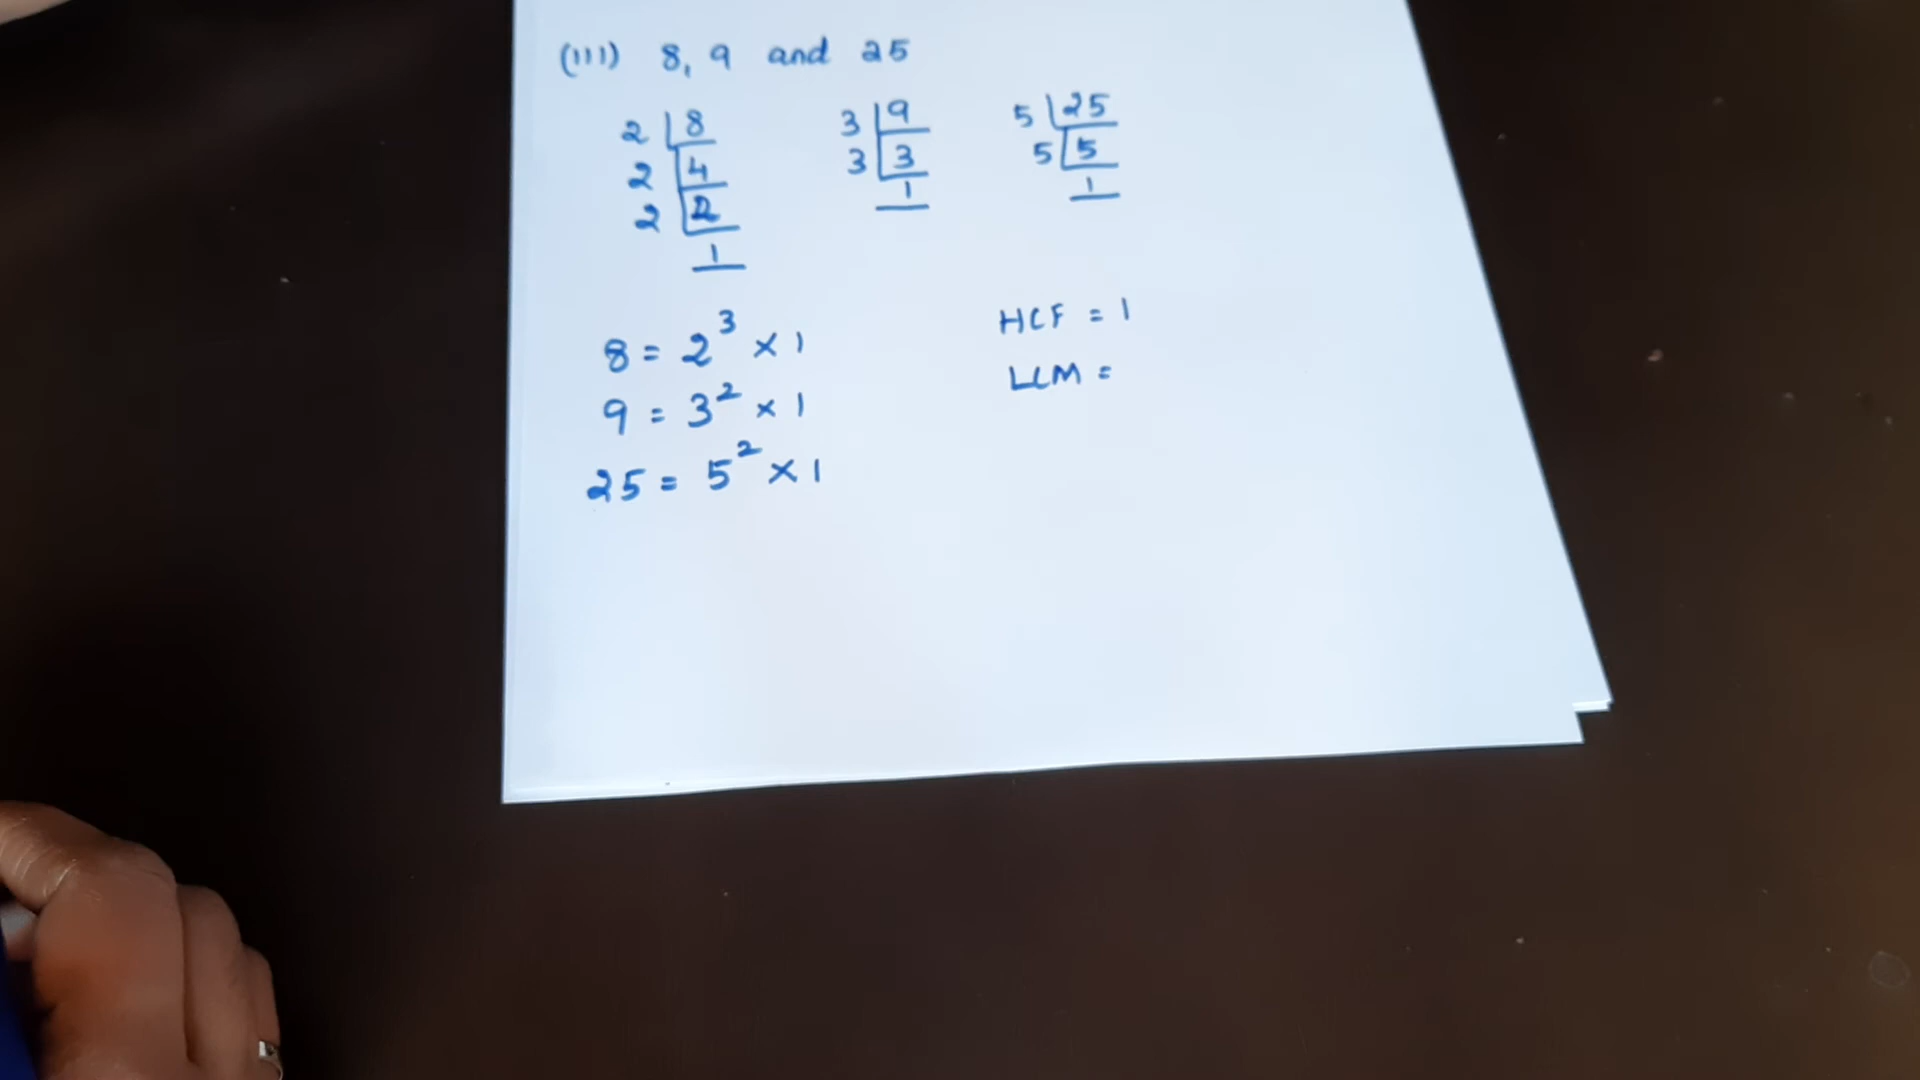 (111) 8, 9 and 25
2 | 8
2 | 4
2 | 2
1
3 | 9
3 | 3
1
5 | 25
5 | 5
1
8 = 2³ × 1
9 = 3² × 1
25 = 5² × 1
HCF = 1
LCM =